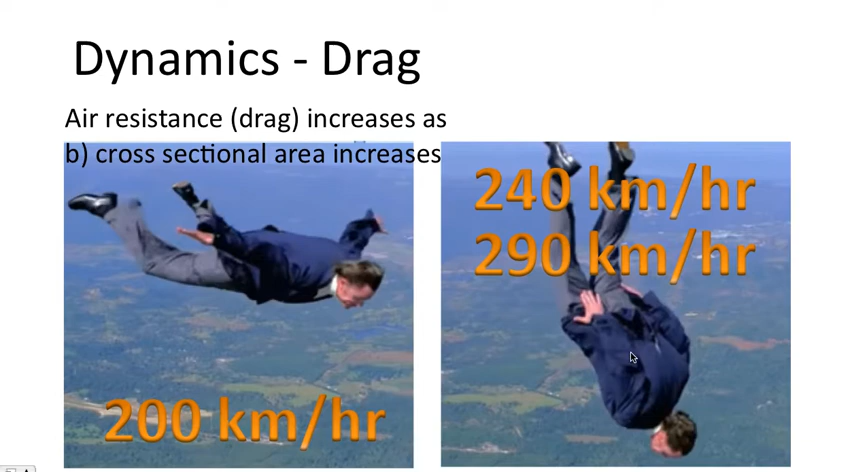 Dynamics - Drag
Air resistance (drag) increases as
b) cross sectional area increases
200 km/hr
240 km/hr
290 km/hr